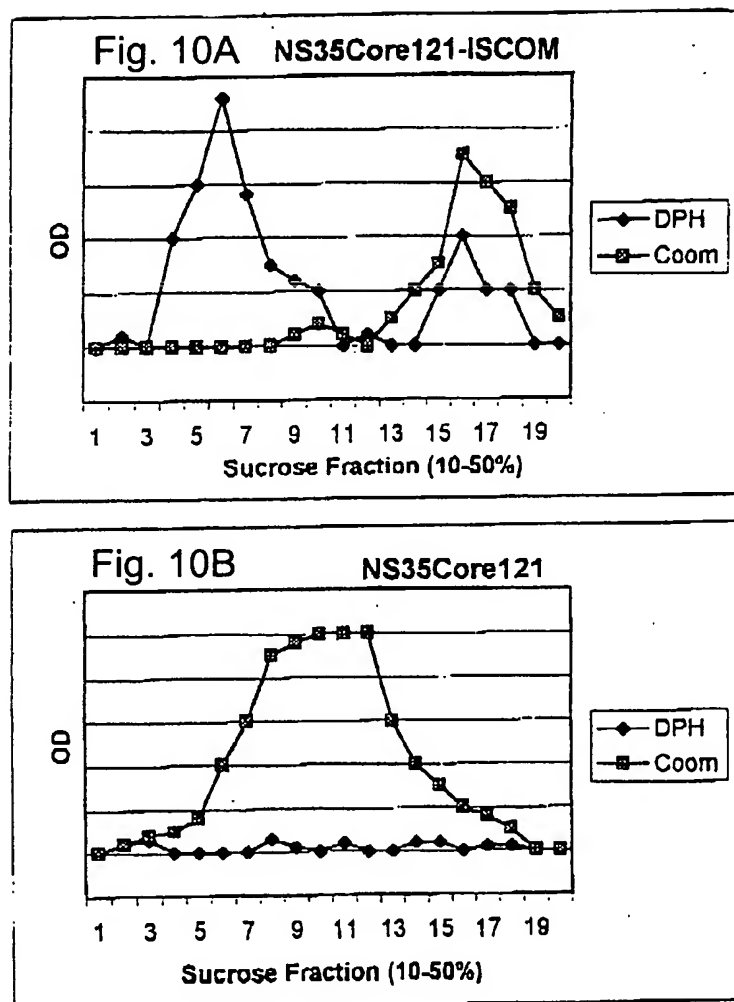 Fig. 10A NS35Core121-ISCOM
OD
DPH
Coom
1 3 5 7 9 11 13 15 17 19
Sucrose Fraction (10-50%)
Fig. 10B NS35Core121
OD
DPH
Coom
1 3 5 7 9 11 13 15 17 19
Sucrose Fraction (10-50%)